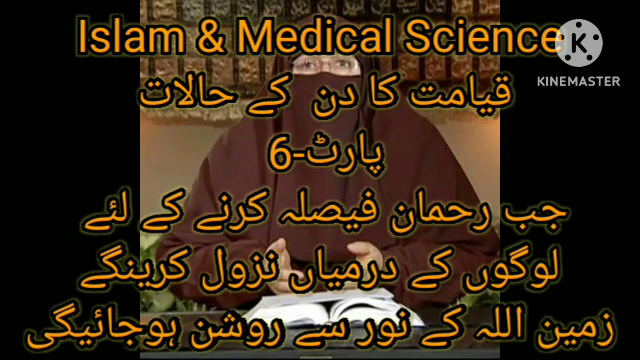 Islam & Medical Science
KINEMASTER
قیامت کا دن کے حالات
پارٹ-6
جب رحمان فیصلہ کرنے کے لئے
لوگوں کے درمیاں نزول کرینگے
زمین اللہ کے نور سے روشن ہوجائیگی